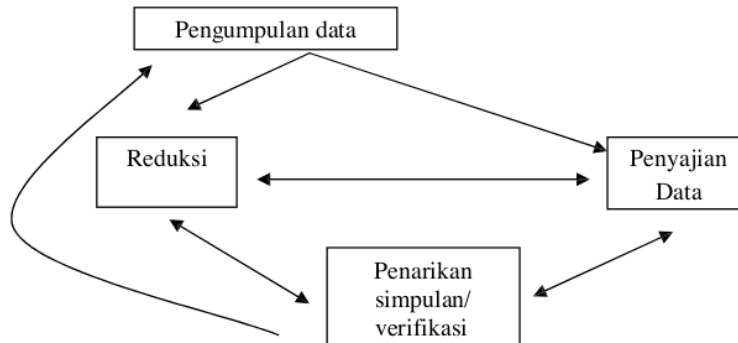 Pengumpulan data
Reduksi
Penyajian
Data
Penarikan
simpulan/
verifikasi